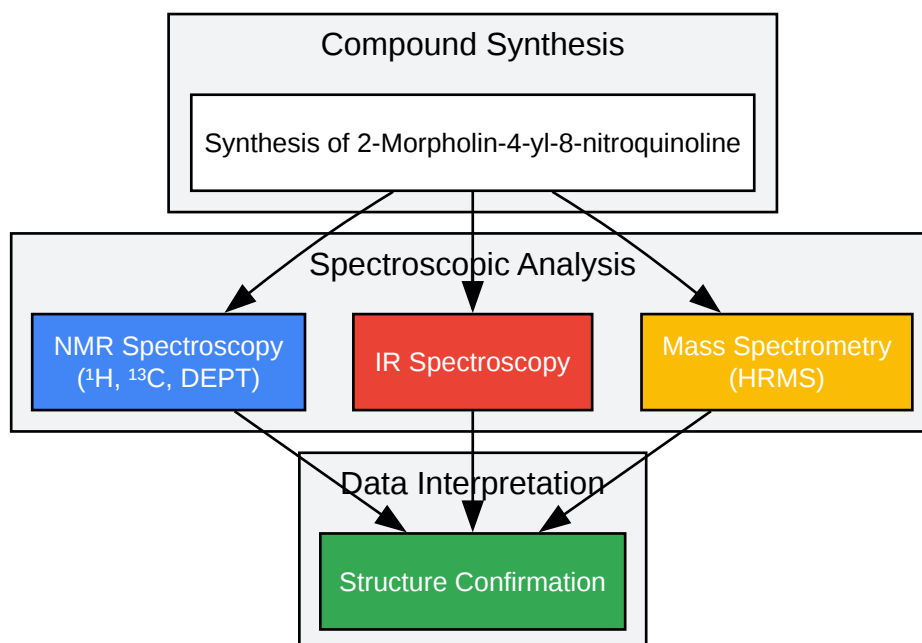 Compound Synthesis
Synthesis of 2-Morpholin-4-yl-8-nitroquinoline
Spectroscopic Analysis
NMR Spectroscopy
(¹H, ¹³C, DEPT)
IR Spectroscopy
Mass Spectrometry
(HRMS)
Data Interpretation
Structure Confirmation